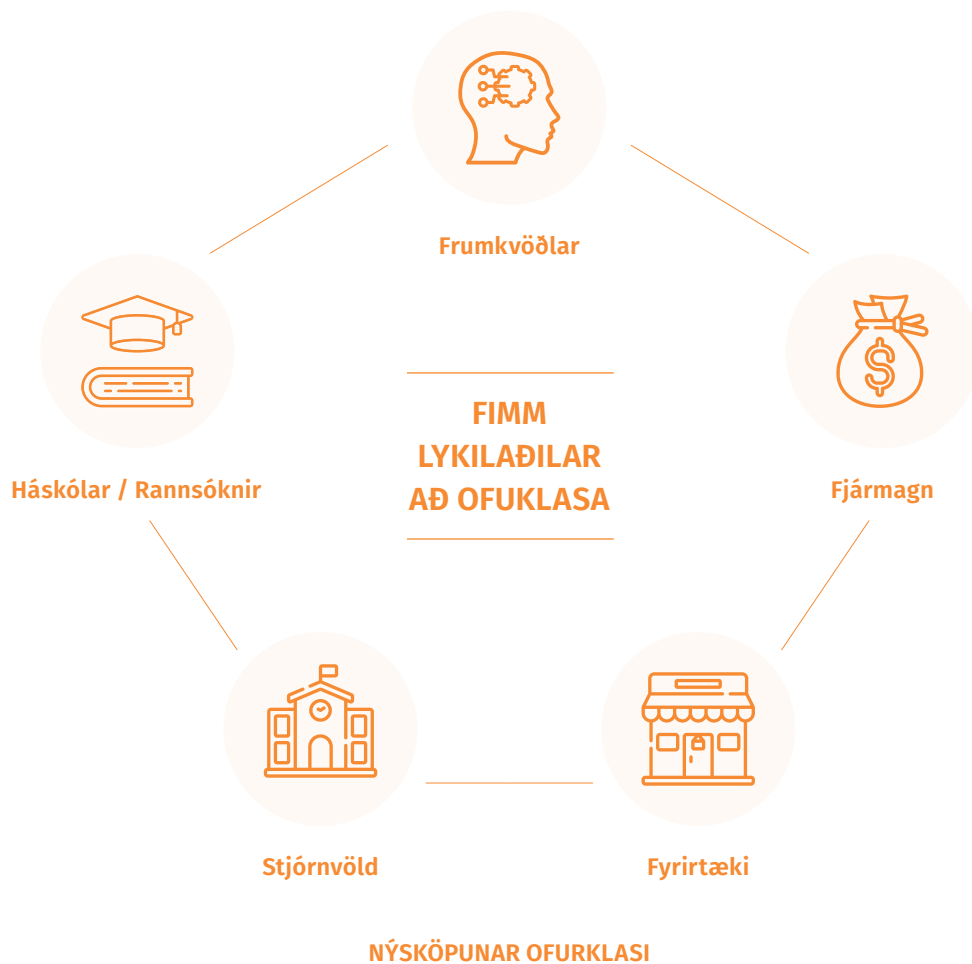 Frumkvöðlar
Háskólar / Rannsóknir
FIMM
LYKILAÐILAR
AÐ OFUKLASA
Fjármagn
Stjórnvöld
Fyrirtæki
NÝSKÖPUNAR OFURKLASI